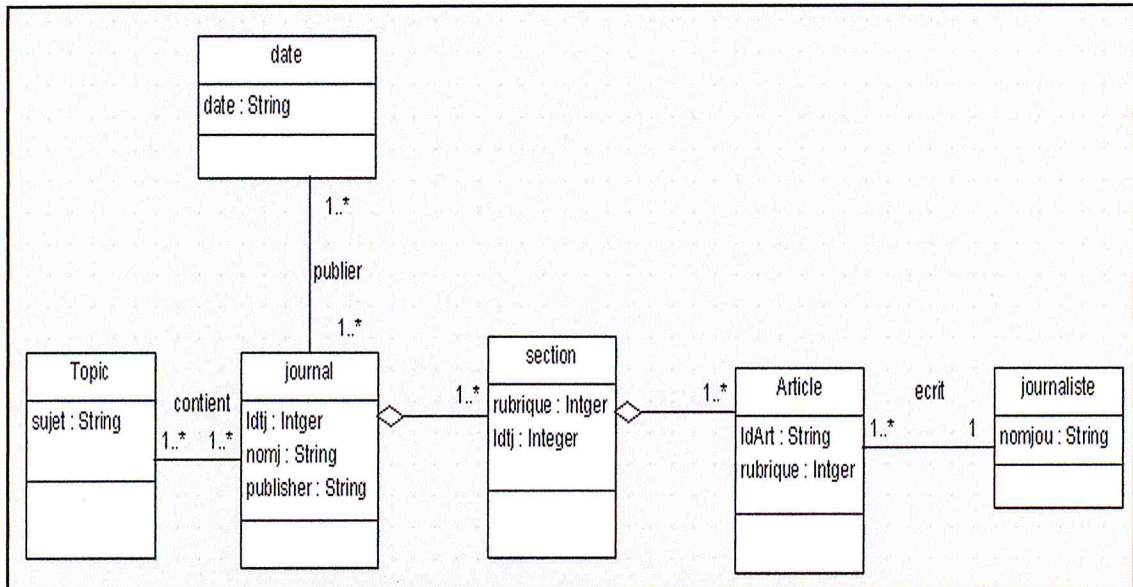 date
date : String
1..*
publier
1..*
Topic
sujet : String
contient
1..* 1..*
journal
Idtj : Intger
nomj : String
publisher : String
1..*
section
rubrique : Intger
Idtj : Integer
1..*
Article
IdArt : String
rubrique : Intger
ecrit
1..* 1
journaliste
nomjou : String